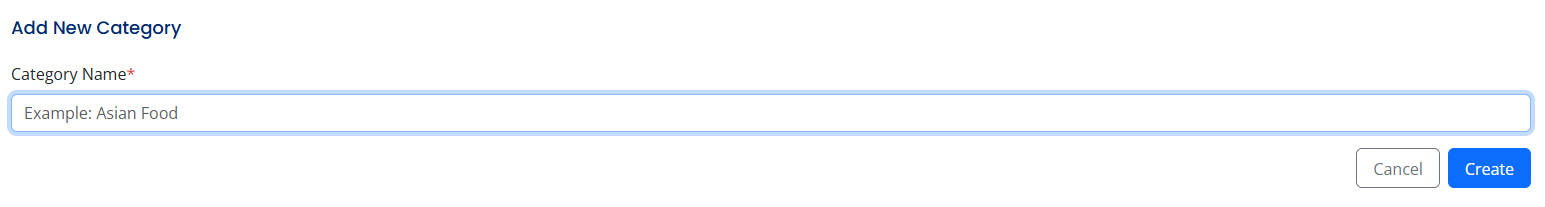 Add New Category
Category Name*
Example: Asian Food
Cancel Create